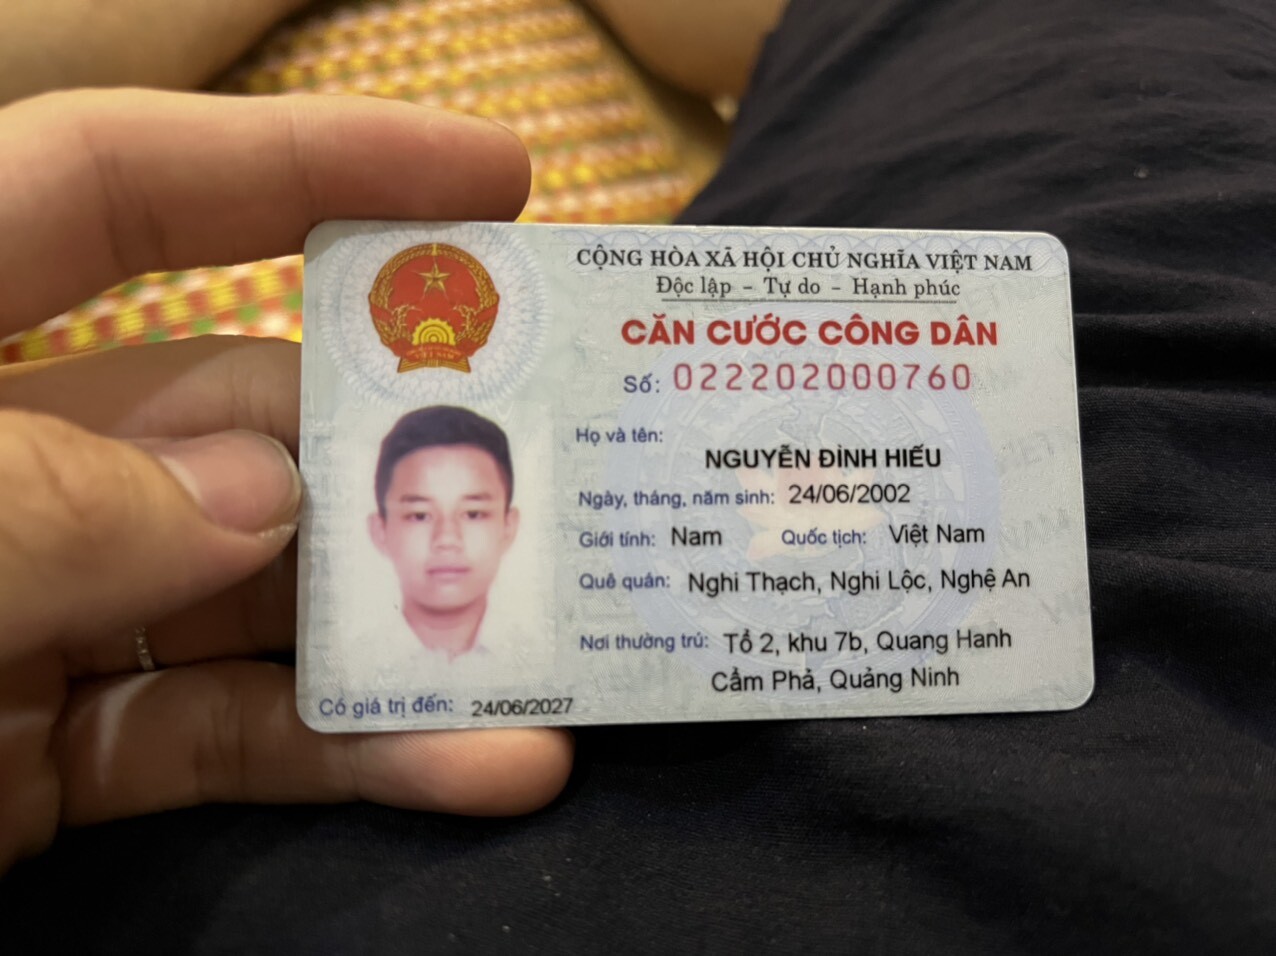 CỘNG HÒA XÃ HỘI CHỦ NGHĨA VIỆT NAM
Độc lập - Tự do - Hạnh phúc
CĂN CƯỚC CÔNG DÂN
Số: 022202000760
Họ và tên:
NGUYỄN ĐÌNH HIẾU
Ngày, tháng, năm sinh: 24/06/2002
Giới tính: Nam Quốc tịch: Việt Nam
Quê quán: Nghi Thạch, Nghi Lộc, Nghệ An
Nơi thường trú: Tổ 2, khu 7b, Quang Hanh
Cẩm Phả, Quảng Ninh
Có giá trị đến: 24/06/2027